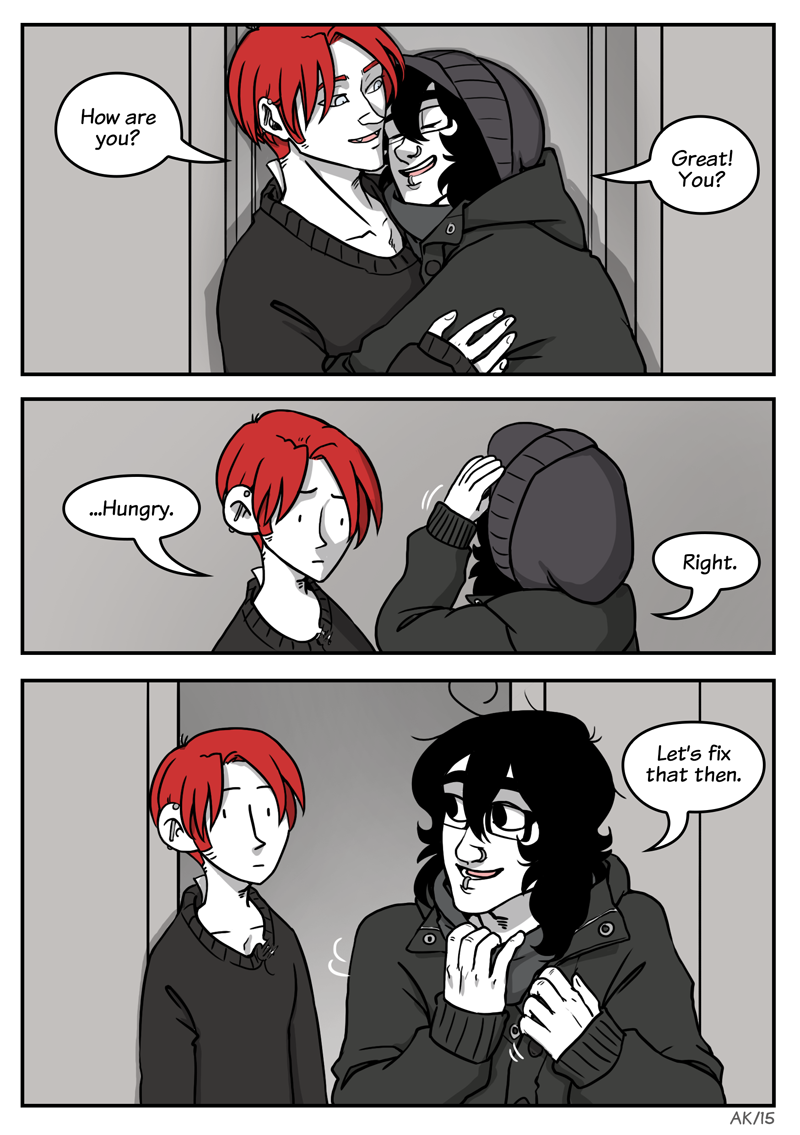 How are
you?
Great!
You?
...Hungry.
Right.
Let's fix
that then.
AK/15